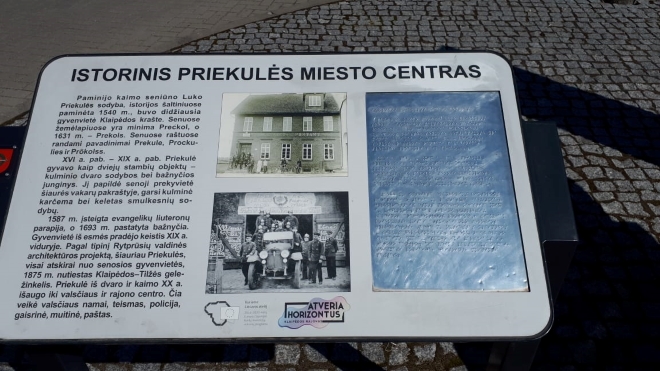 ISTORINIS PRIEKULĖS MIESTO CENTRAS
Paminijo kaimo seniūno Luko
Priekulės sodyba, istorijos šaltiniuose
paminėta 1540 m., buvo didžiausia
gyvenvietė Klaipėdos krašte. Senuose
žemėlapiuose yra minima Preckol, o
1631 m. – Prekols. Senuose raštuose
randami pavadinimai Prekule, Procku-
lies ir Prökolss.
XVI a. pab. – XIX a. pab. Priekulė
gyvavo kaip dviejų stambių objektų –
kulminio dvaro sodybos bei bažnyčios
junginys. Jį papildė senoji prekyvietė
šiaurės vakarų pakraštyje, garsi kulminė
karčema bei keletas smulkesnių so-
dybų.
1587 m. įsteigta evangelikų liuteronų
parapija, o 1693 m. pastatyta bažnyčia.
Gyvenvietė iš esmės pradėjo keistis XIX a.
viduryje. Pagal tipinį Rytprūsių valdinės
architektūros projektą, šiauriau Priekulės,
visai atskirai nuo senosios gyvenvietės,
1875 m. nutiestas Klaipėdos–Tilžės gele-
žinkelis. Priekulė iš dvaro ir kaimo XX a.
išaugo iki valsčiaus ir rajono centro. Čia
veikė valsčiaus namai, teismas, policija,
gaisrinė, muitinė, paštas.
ATVERIA
HORIZONTUS